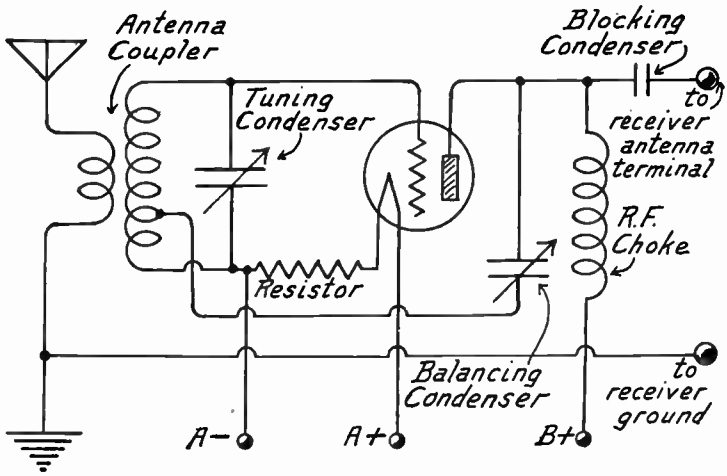 Antenna
Coupler
Blocking
Condenser
Tuning
Condenser
to
receiver
antenna
terminal
R.F.
Choke
Resistor
Balancing
Condenser
to
receiver
ground
A-
A+
B+